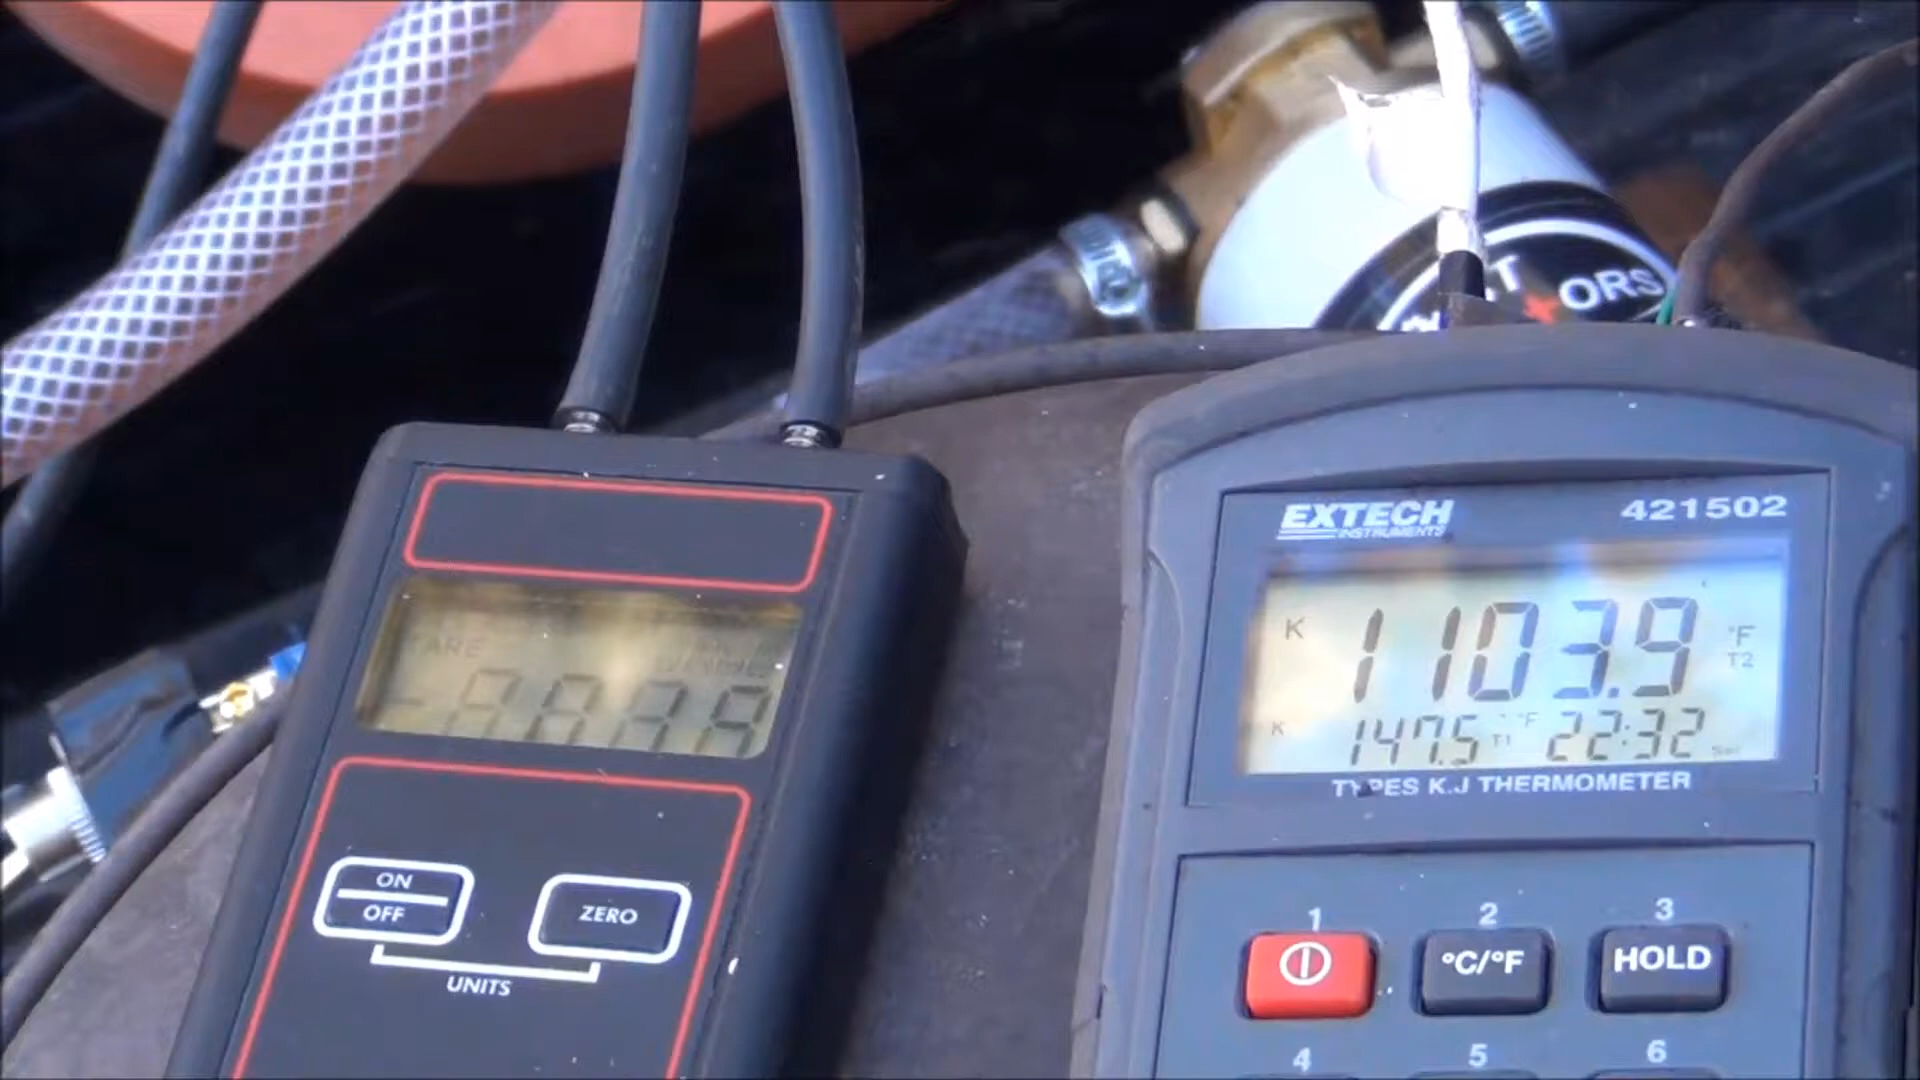 ORS
EXTECH
INSTRUMENTS
421502
TARE
K 1103.9 °F
T2
K 147.5 T1 °F 22:32
TYPES K.J THERMOMETER
ON
OFF
ZERO
UNITS
1 2 3
°C/°F HOLD
4 5 6